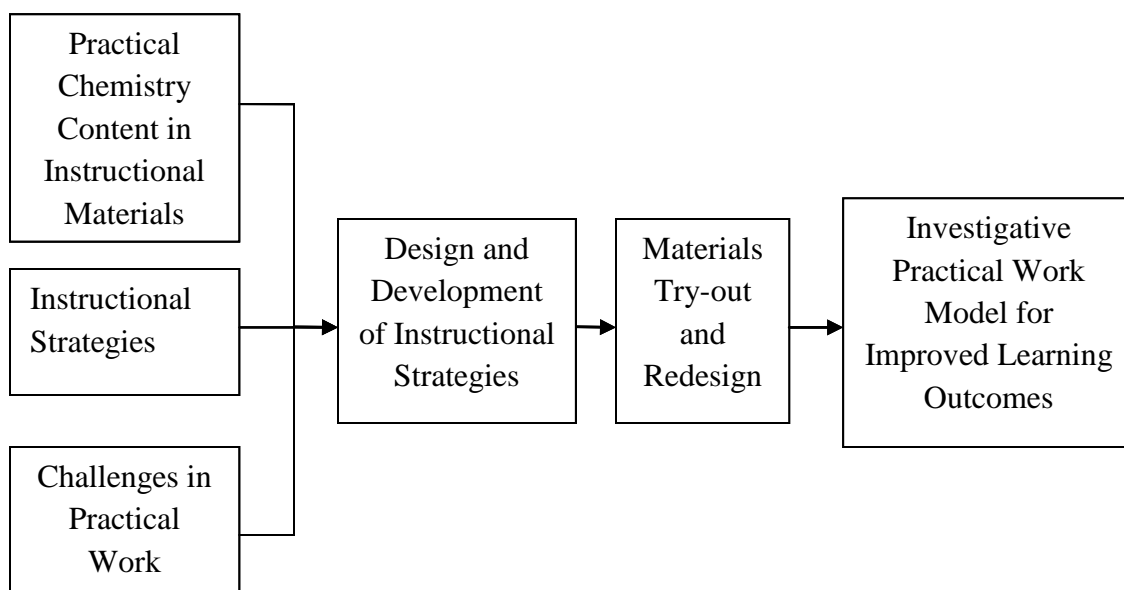 Practical
Chemistry
Content in
Instructional
Materials
Instructional
Strategies
Challenges in
Practical
Work
Design and
Development
of Instructional
Strategies
Materials
Try-out
and
Redesign
Investigative
Practical Work
Model for
Improved Learning
Outcomes